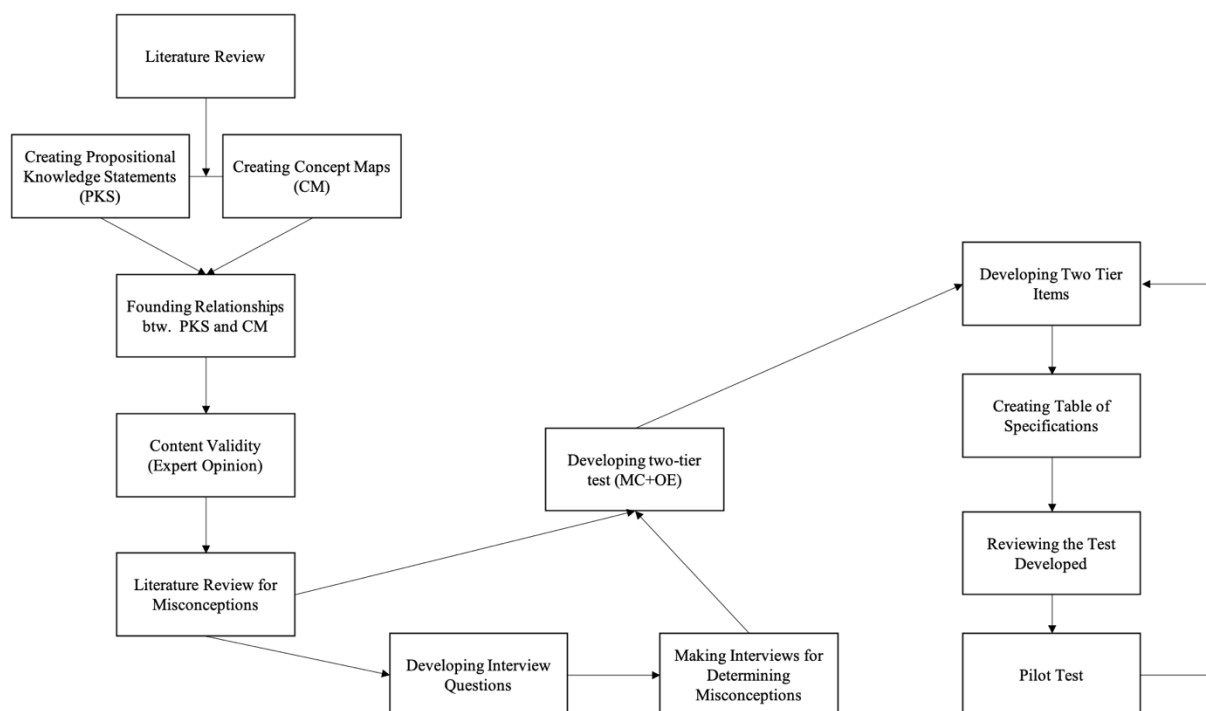 Literature Review
Creating Propositional
Knowledge Statements
(PKS)
Creating Concept Maps
(CM)
Founding Relationships
btw. PKS and CM
Content Validity
(Expert Opinion)
Literature Review for
Misconceptions
Developing Interview
Questions
Making Interviews for
Determining
Misconceptions
Developing two-tier
test (MC+OE)
Developing Two Tier
Items
Creating Table of
Specifications
Reviewing the Test
Developed
Pilot Test